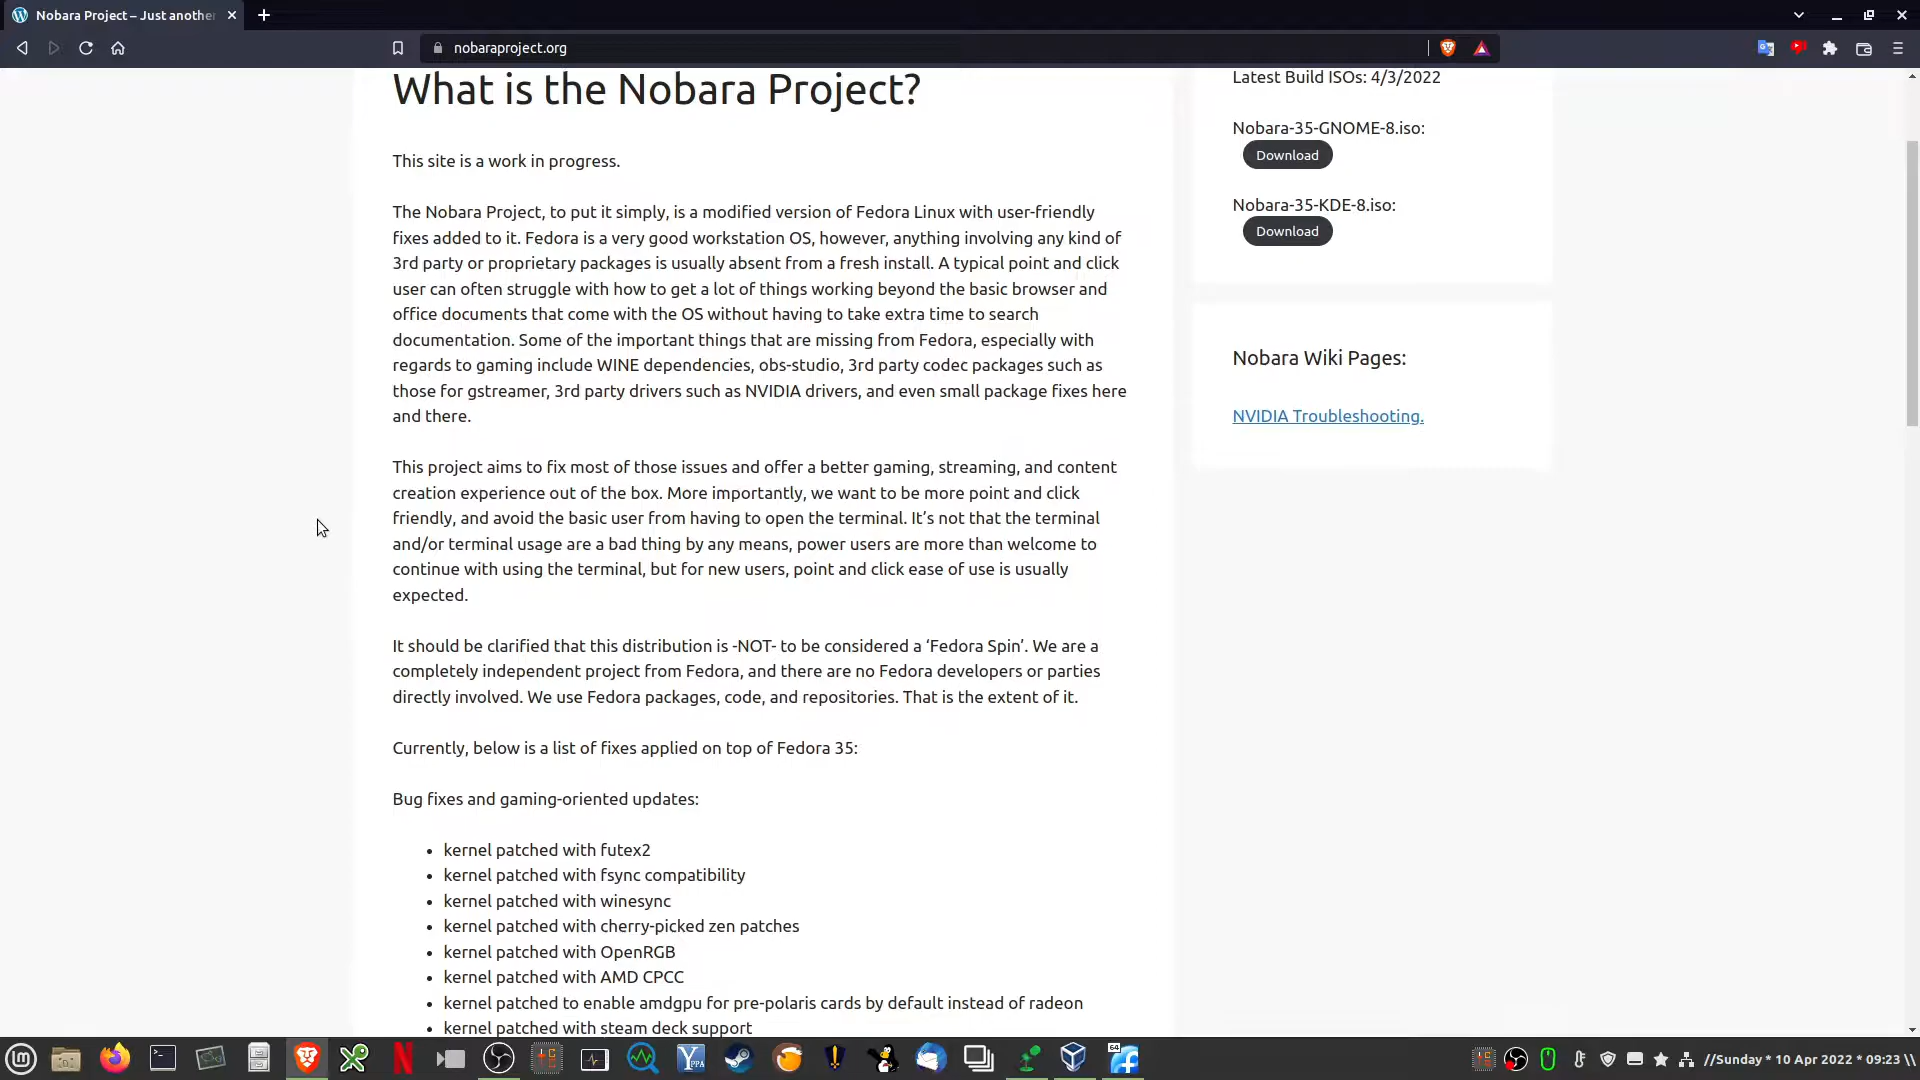 Nobara Project – Just another
nobaraproject.org
What is the Nobara Project?
This site is a work in progress.
The Nobara Project, to put it simply, is a modified version of Fedora Linux with user-friendly
fixes added to it. Fedora is a very good workstation OS, however, anything involving any kind of
3rd party or proprietary packages is usually absent from a fresh install. A typical point and click
user can often struggle with how to get a lot of things working beyond the basic browser and
office documents that come with the OS without having to take extra time to search
documentation. Some of the important things that are missing from Fedora, especially with
regards to gaming include WINE dependencies, obs-studio, 3rd party codec packages such as
those for gstreamer, 3rd party drivers such as NVIDIA drivers, and even small package fixes here
and there.
This project aims to fix most of those issues and offer a better gaming, streaming, and content
creation experience out of the box. More importantly, we want to be more point and click
friendly, and avoid the basic user from having to open the terminal. It’s not that the terminal
and/or terminal usage are a bad thing by any means, power users are more than welcome to
continue with using the terminal, but for new users, point and click ease of use is usually
expected.
It should be clarified that this distribution is -NOT- to be considered a ‘Fedora Spin’. We are a
completely independent project from Fedora, and there are no Fedora developers or parties
directly involved. We use Fedora packages, code, and repositories. That is the extent of it.
Currently, below is a list of fixes applied on top of Fedora 35:
Bug fixes and gaming-oriented updates:
• kernel patched with futex2
• kernel patched with fsync compatibility
• kernel patched with winesync
• kernel patched with cherry-picked zen patches
• kernel patched with OpenRGB
• kernel patched with AMD CPCC
• kernel patched to enable amdgpu for pre-polaris cards by default instead of radeon
• kernel patched with steam deck support
Latest Build ISOs: 4/3/2022
Nobara-35-GNOME-8.iso:
Download
Nobara-35-KDE-8.iso:
Download
Nobara Wiki Pages:
NVIDIA Troubleshooting.
//Sunday * 10 Apr 2022 * 09:23 \\